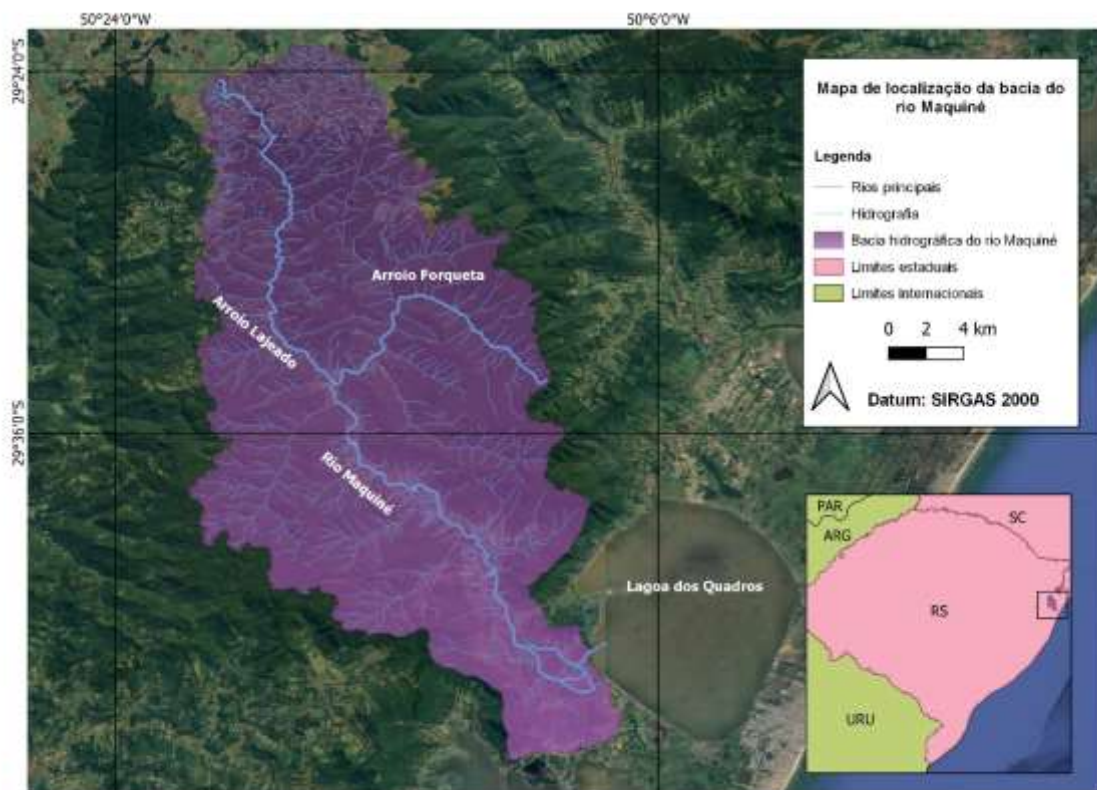 50°24'0"W
50°6'0"W
29°24'0"S
29°36'0"S
Arroio Forqueta
Arroio Lajeado
Rio Maquiné
Lagoa dos Quadros
Mapa de localização da bacia do
rio Maquiné
Legenda
Rios principais
Hidrografia
Bacia hidrográfica do rio Maquiné
Limites estaduais
Limites internacionais
0 2 4 km
Datum: SIRGAS 2000
PAR
ARG
SC
RS
URU